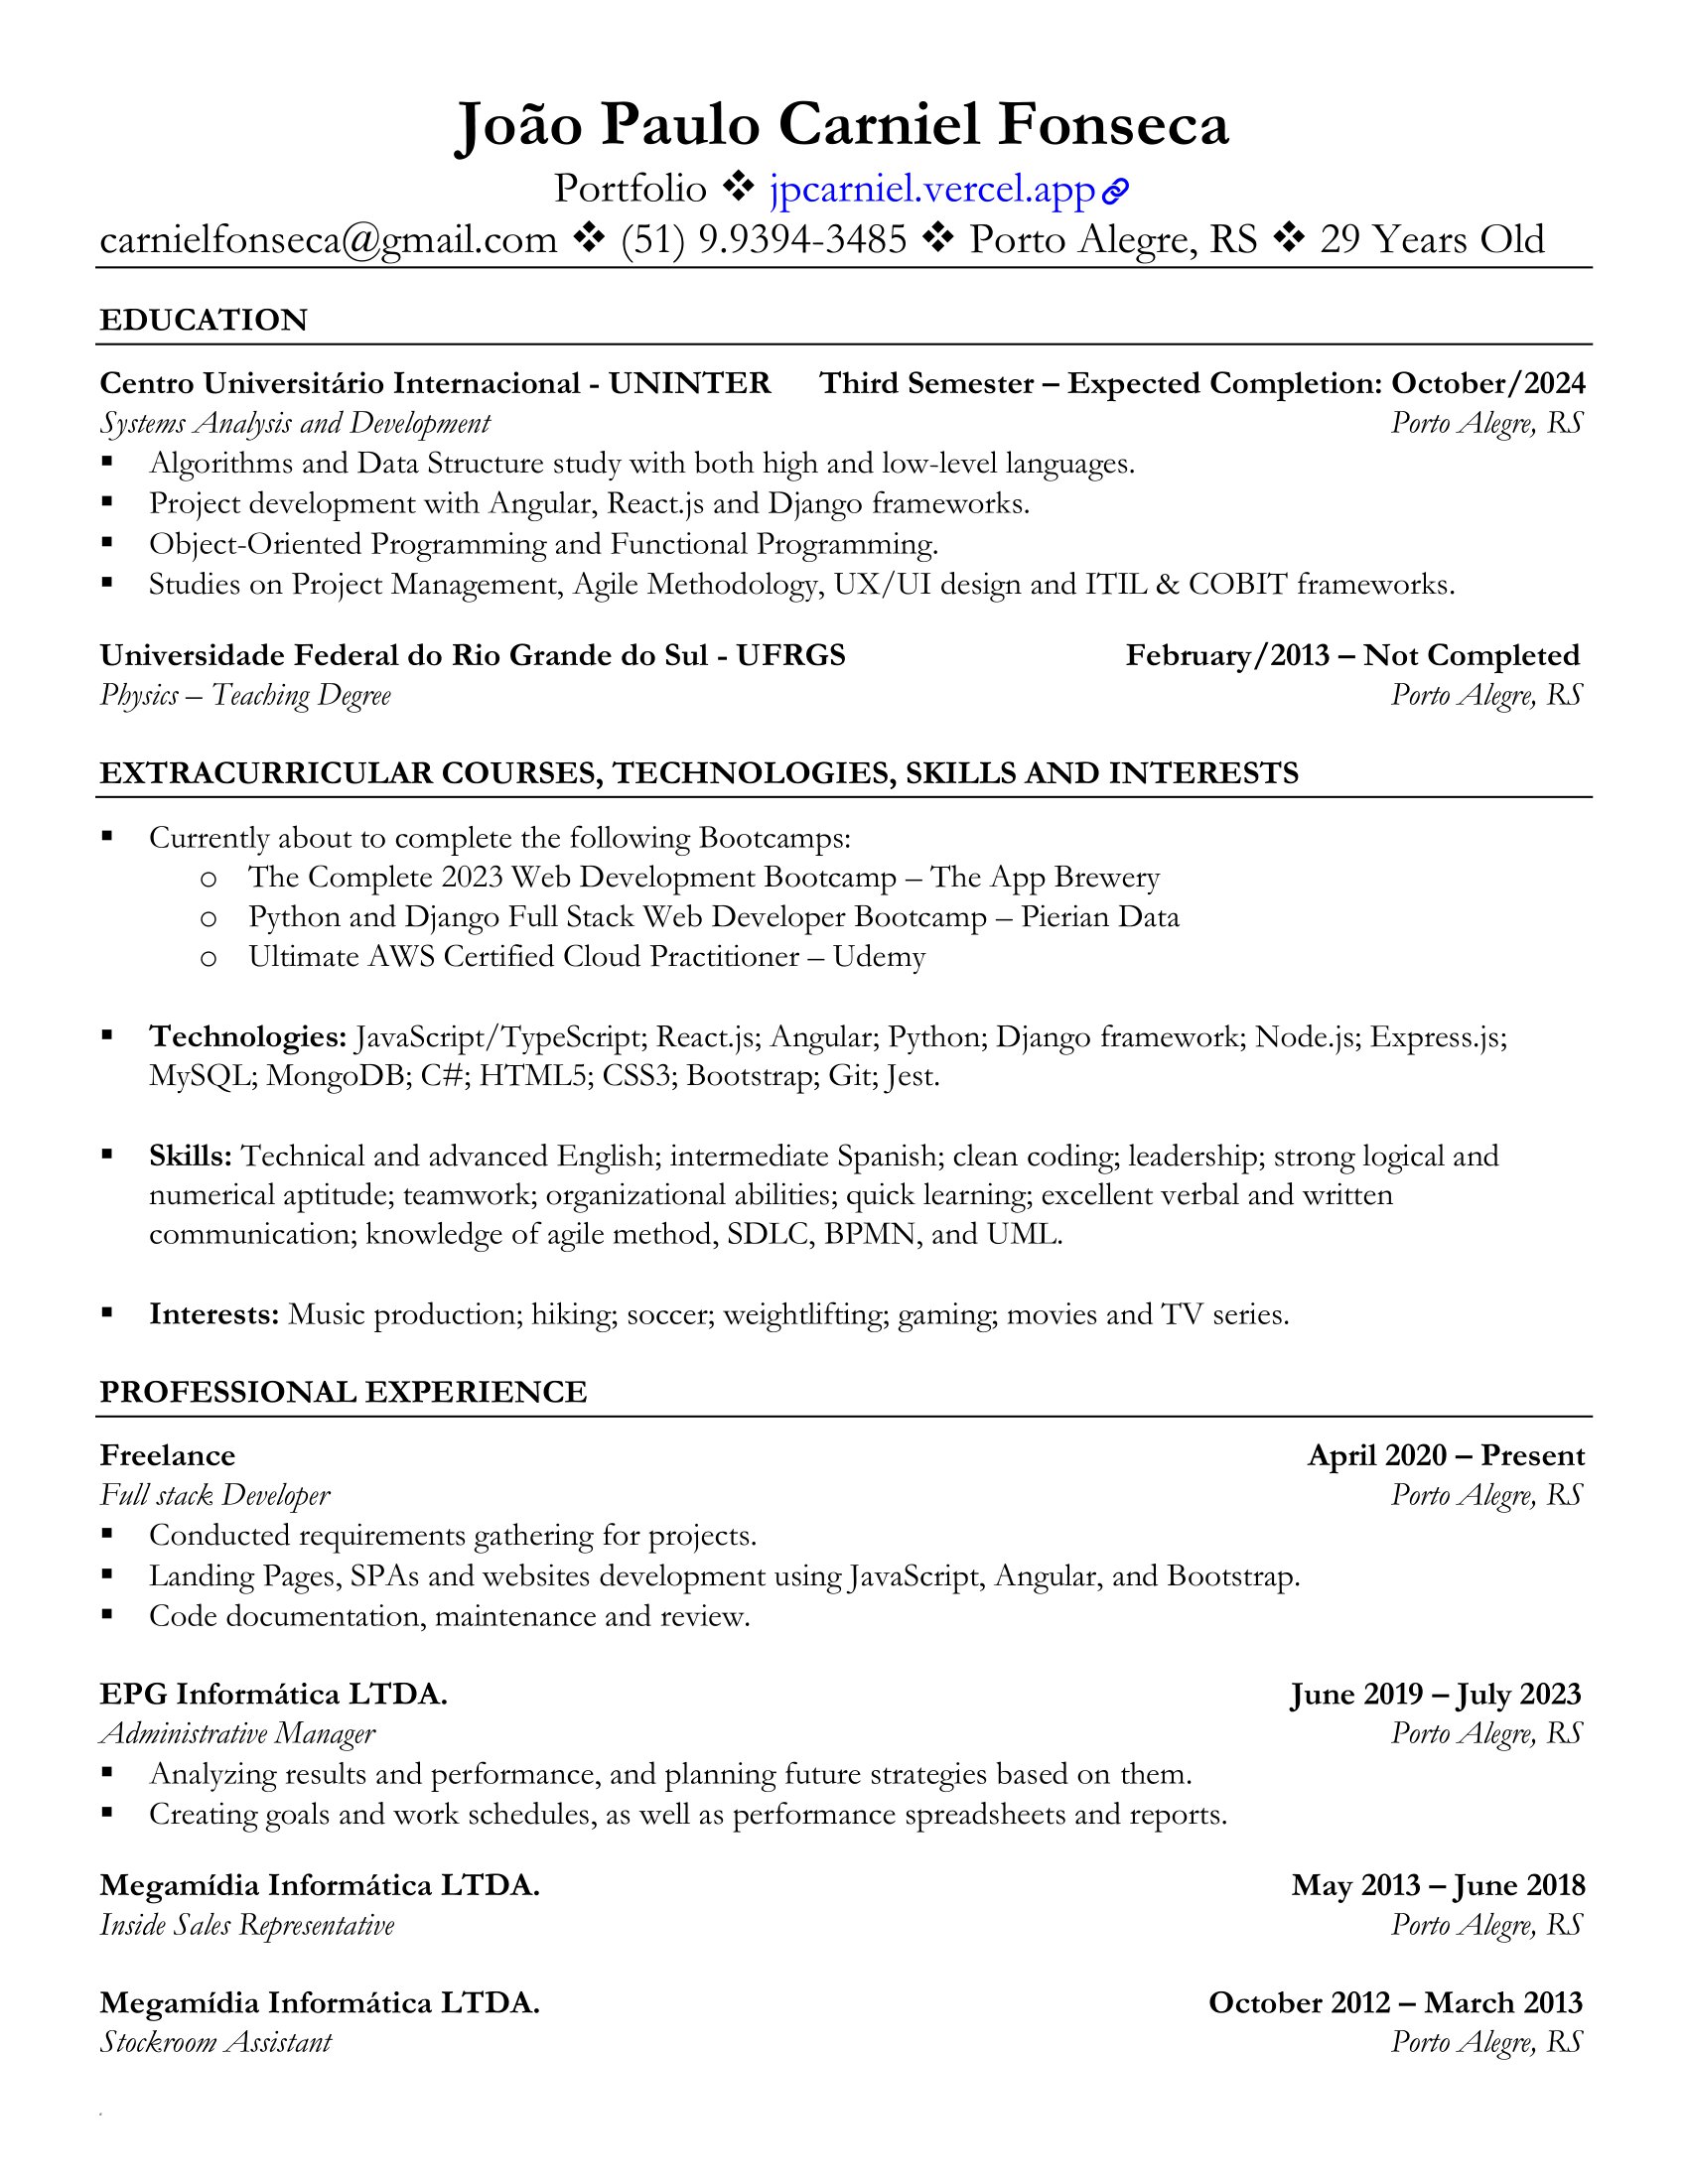 João Paulo Carniel Fonseca
Portfolio ❖ jpcarniel.vercel.app
carnielfonseca@gmail.com ❖ (51) 9.9394-3485 ❖ Porto Alegre, RS ❖ 29 Years Old
EDUCATION
Centro Universitário Internacional - UNINTER Third Semester – Expected Completion: October/2024
Systems Analysis and Development Porto Alegre, RS
▪ Algorithms and Data Structure study with both high and low-level languages.
▪ Project development with Angular, React.js and Django frameworks.
▪ Object-Oriented Programming and Functional Programming.
▪ Studies on Project Management, Agile Methodology, UX/UI design and ITIL & COBIT frameworks.
Universidade Federal do Rio Grande do Sul - UFRGS February/2013 – Not Completed
Physics – Teaching Degree Porto Alegre, RS
EXTRACURRICULAR COURSES, TECHNOLOGIES, SKILLS AND INTERESTS
▪ Currently about to complete the following Bootcamps:
o The Complete 2023 Web Development Bootcamp – The App Brewery
o Python and Django Full Stack Web Developer Bootcamp – Pierian Data
o Ultimate AWS Certified Cloud Practitioner – Udemy
▪ Technologies: JavaScript/TypeScript; React.js; Angular; Python; Django framework; Node.js; Express.js;
MySQL; MongoDB; C#; HTML5; CSS3; Bootstrap; Git; Jest.
▪ Skills: Technical and advanced English; intermediate Spanish; clean coding; leadership; strong logical and
numerical aptitude; teamwork; organizational abilities; quick learning; excellent verbal and written
communication; knowledge of agile method, SDLC, BPMN, and UML.
▪ Interests: Music production; hiking; soccer; weightlifting; gaming; movies and TV series.
PROFESSIONAL EXPERIENCE
Freelance April 2020 – Present
Full stack Developer Porto Alegre, RS
▪ Conducted requirements gathering for projects.
▪ Landing Pages, SPAs and websites development using JavaScript, Angular, and Bootstrap.
▪ Code documentation, maintenance and review.
EPG Informática LTDA. June 2019 – July 2023
Administrative Manager Porto Alegre, RS
▪ Analyzing results and performance, and planning future strategies based on them.
▪ Creating goals and work schedules, as well as performance spreadsheets and reports.
Megamídia Informática LTDA. May 2013 – June 2018
Inside Sales Representative Porto Alegre, RS
Megamídia Informática LTDA. October 2012 – March 2013
Stockroom Assistant Porto Alegre, RS
.